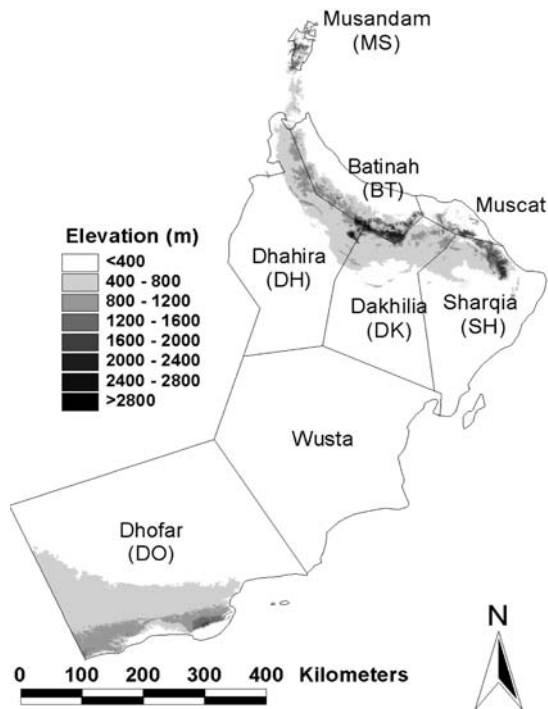 Musandam
(MS)
Batinah
(BT)
Muscat
Elevation (m)
<400
400 - 800
800 - 1200
1200 - 1600
1600 - 2000
2000 - 2400
2400 - 2800
>2800
Dhahira
(DH)
Dakhilia
(DK)
Sharqia
(SH)
Wusta
Dhofar
(DO)
N
0 100 200 300 400 Kilometers